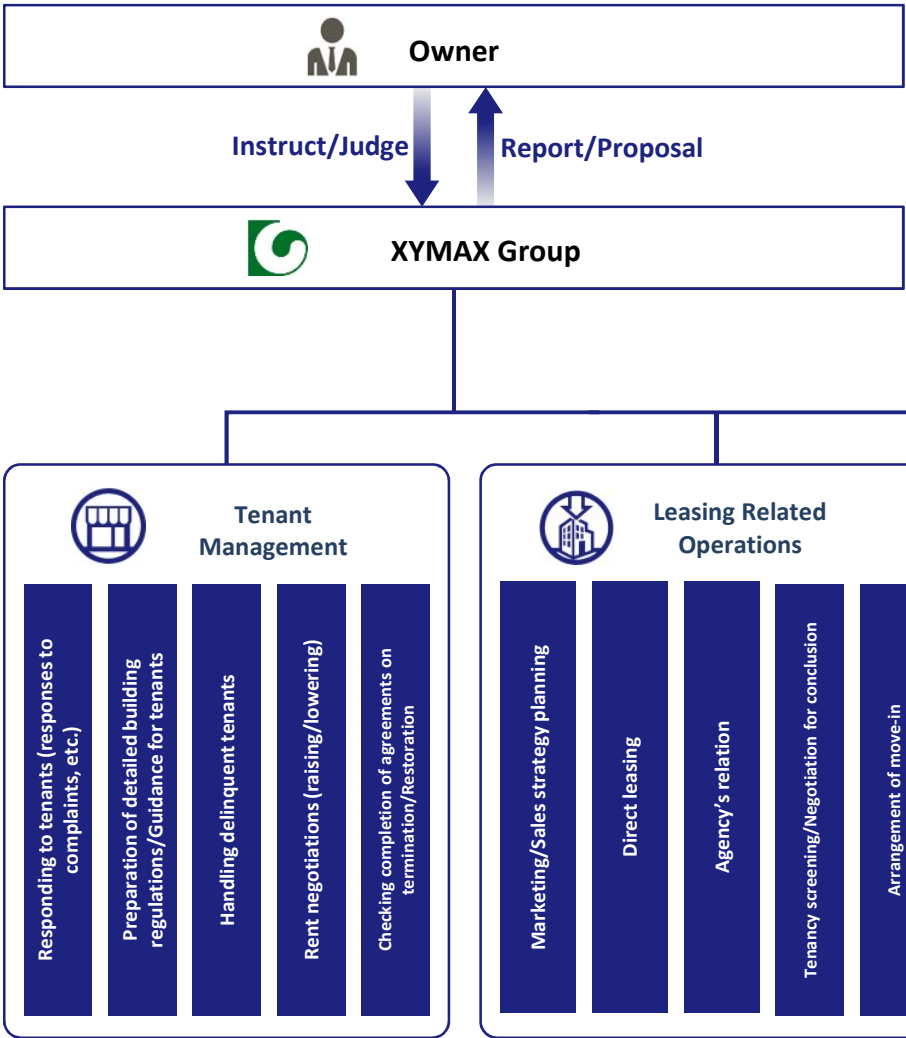 Owner
Instruct/Judge
Report/Proposal
XYMAX Group
Tenant
Management
Responding to tenants (responses to
complaints, etc.)
Preparation of detailed building
regulations/Guidance for tenants
Handling delinquent tenants
Rent negotiations (raising/lowering)
Checking completion of agreements on
termination/Restoration
Leasing Related
Operations
Marketing/Sales strategy planning
Direct leasing
Agency’s relation
Tenancy screening/Negotiation for conclusion
Arrangement of move-in